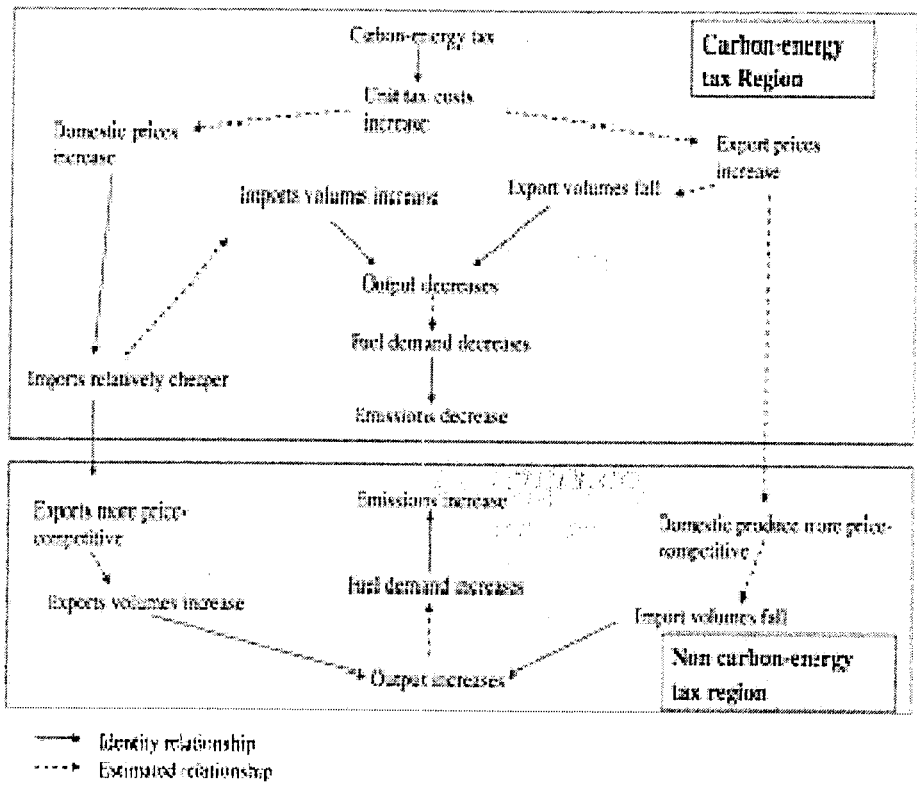 Carbon-energy tax
Carbon-energy
tax Region
Unit tax costs
increase
Domestic prices
increase
Export prices
increase
Imports volumes increase
Export volumes fall
Output decreases
Fuel demand decreases
Imports relatively cheaper
Emissions decrease
Emissions increase
Exports more price-
competitive
Domestic produce more price-
competitive
Fuel demand increases
Exports volumes increase
Import volumes fall
Output increases
Non carbon-energy
tax region
Identity relationship
Estimated relationship